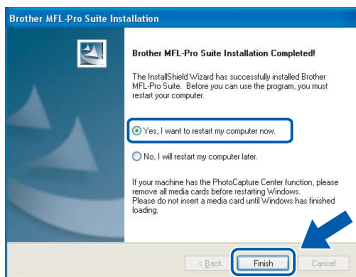 Brother MFL-Pro Suite Installation
Brother MFL-Pro Suite Installation Completed!
The InstallShield Wizard has successfully installed Brother
MFL-Pro Suite. Before you can use the program, you must
restart your computer.
Yes, I want to restart my computer now.
No, I will restart my computer later.
If your machine has the PhotoCapture Center function, please
remove all media cards before restarting Windows.
Please do not insert a media card until Windows has finished
loading.
< Back
Finish
Cancel